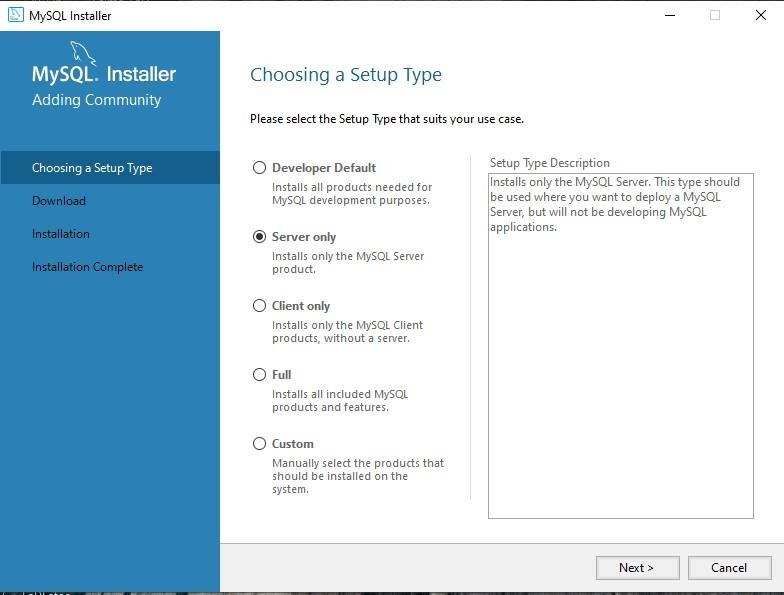 MySQL Installer
MySQL. Installer
Adding Community
Choosing a Setup Type
Download
Installation
Installation Complete
Choosing a Setup Type
Please select the Setup Type that suits your use case.
Developer Default
Installs all products needed for
MySQL development purposes.
Server only
Installs only the MySQL Server
product.
Client only
Installs only the MySQL Client
products, without a server.
Full
Installs all included MySQL
products and features.
Custom
Manually select the products that
should be installed on the
system.
Setup Type Description
Installs only the MySQL Server. This type should
be used where you want to deploy a MySQL
Server, but will not be developing MySQL
applications.
Next >
Cancel